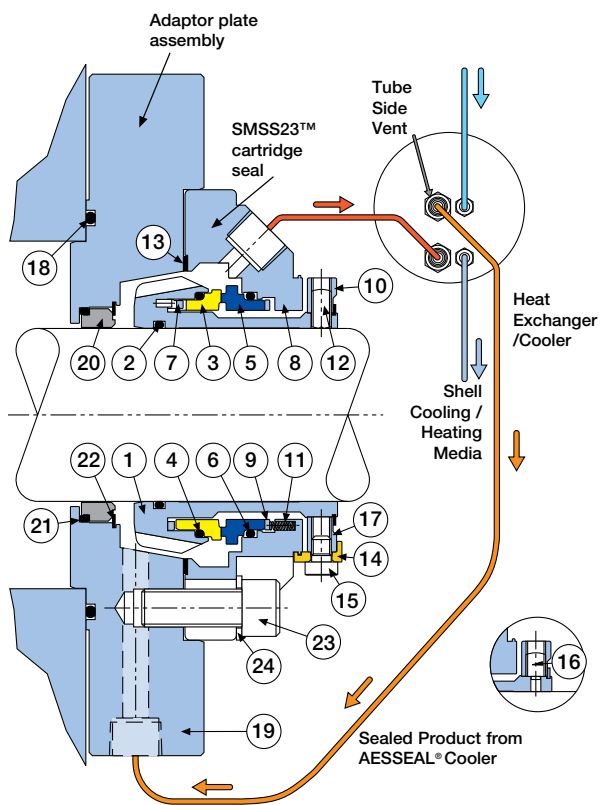 Adaptor plate
assembly
SMSS23™
cartridge
seal
Tube
Side
Vent
18
13
10
20
2
7
3
5
8
12
Heat
Exchanger
/Cooler
Shell
Cooling /
Heating
Media
22
1
4
6
9
11
21
17
14
15
23
24
16
19
Sealed Product from
AESSEAL® Cooler